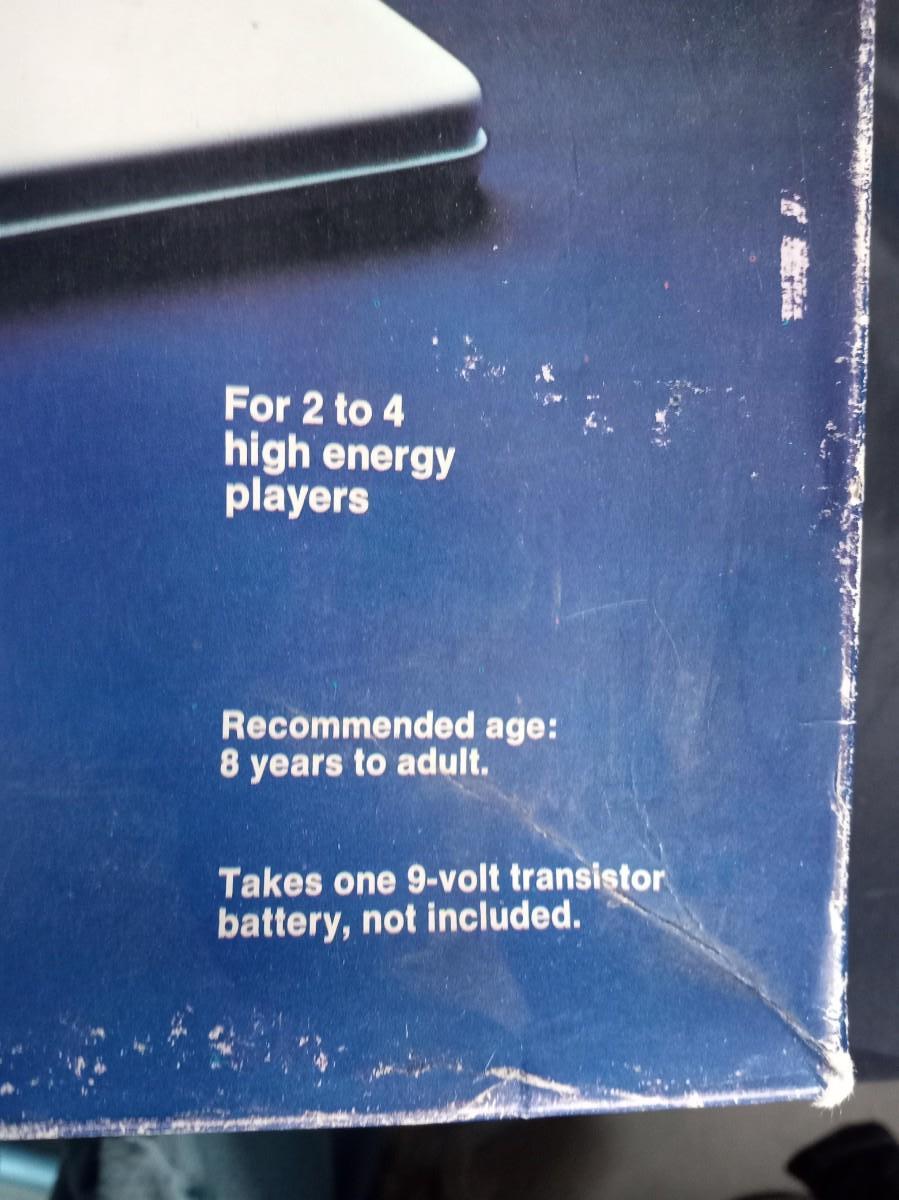 For 2 to 4
high energy
players
Recommended age:
8 years to adult.
Takes one 9-volt transistor
battery, not included.